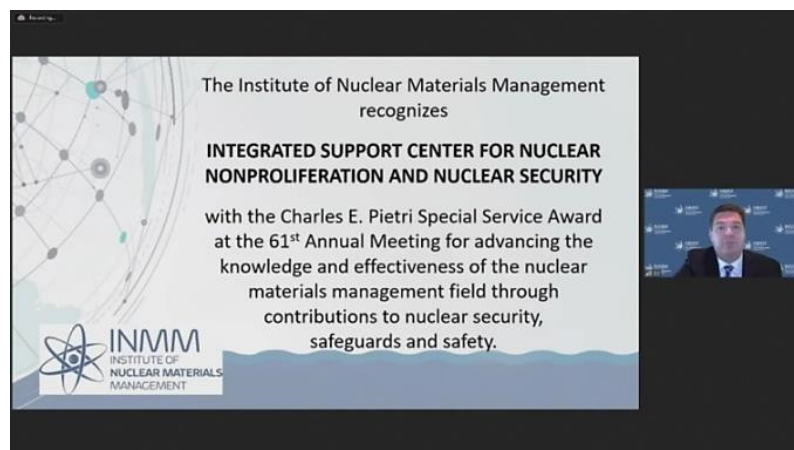 Recording...
The Institute of Nuclear Materials Management
recognizes
INTEGRATED SUPPORT CENTER FOR NUCLEAR
NONPROLIFERATION AND NUCLEAR SECURITY
with the Charles E. Pietri Special Service Award
at the 61st Annual Meeting for advancing the
knowledge and effectiveness of the nuclear
materials management field through
contributions to nuclear security,
safeguards and safety.
INMM
INSTITUTE OF
NUCLEAR MATERIALS
MANAGEMENT